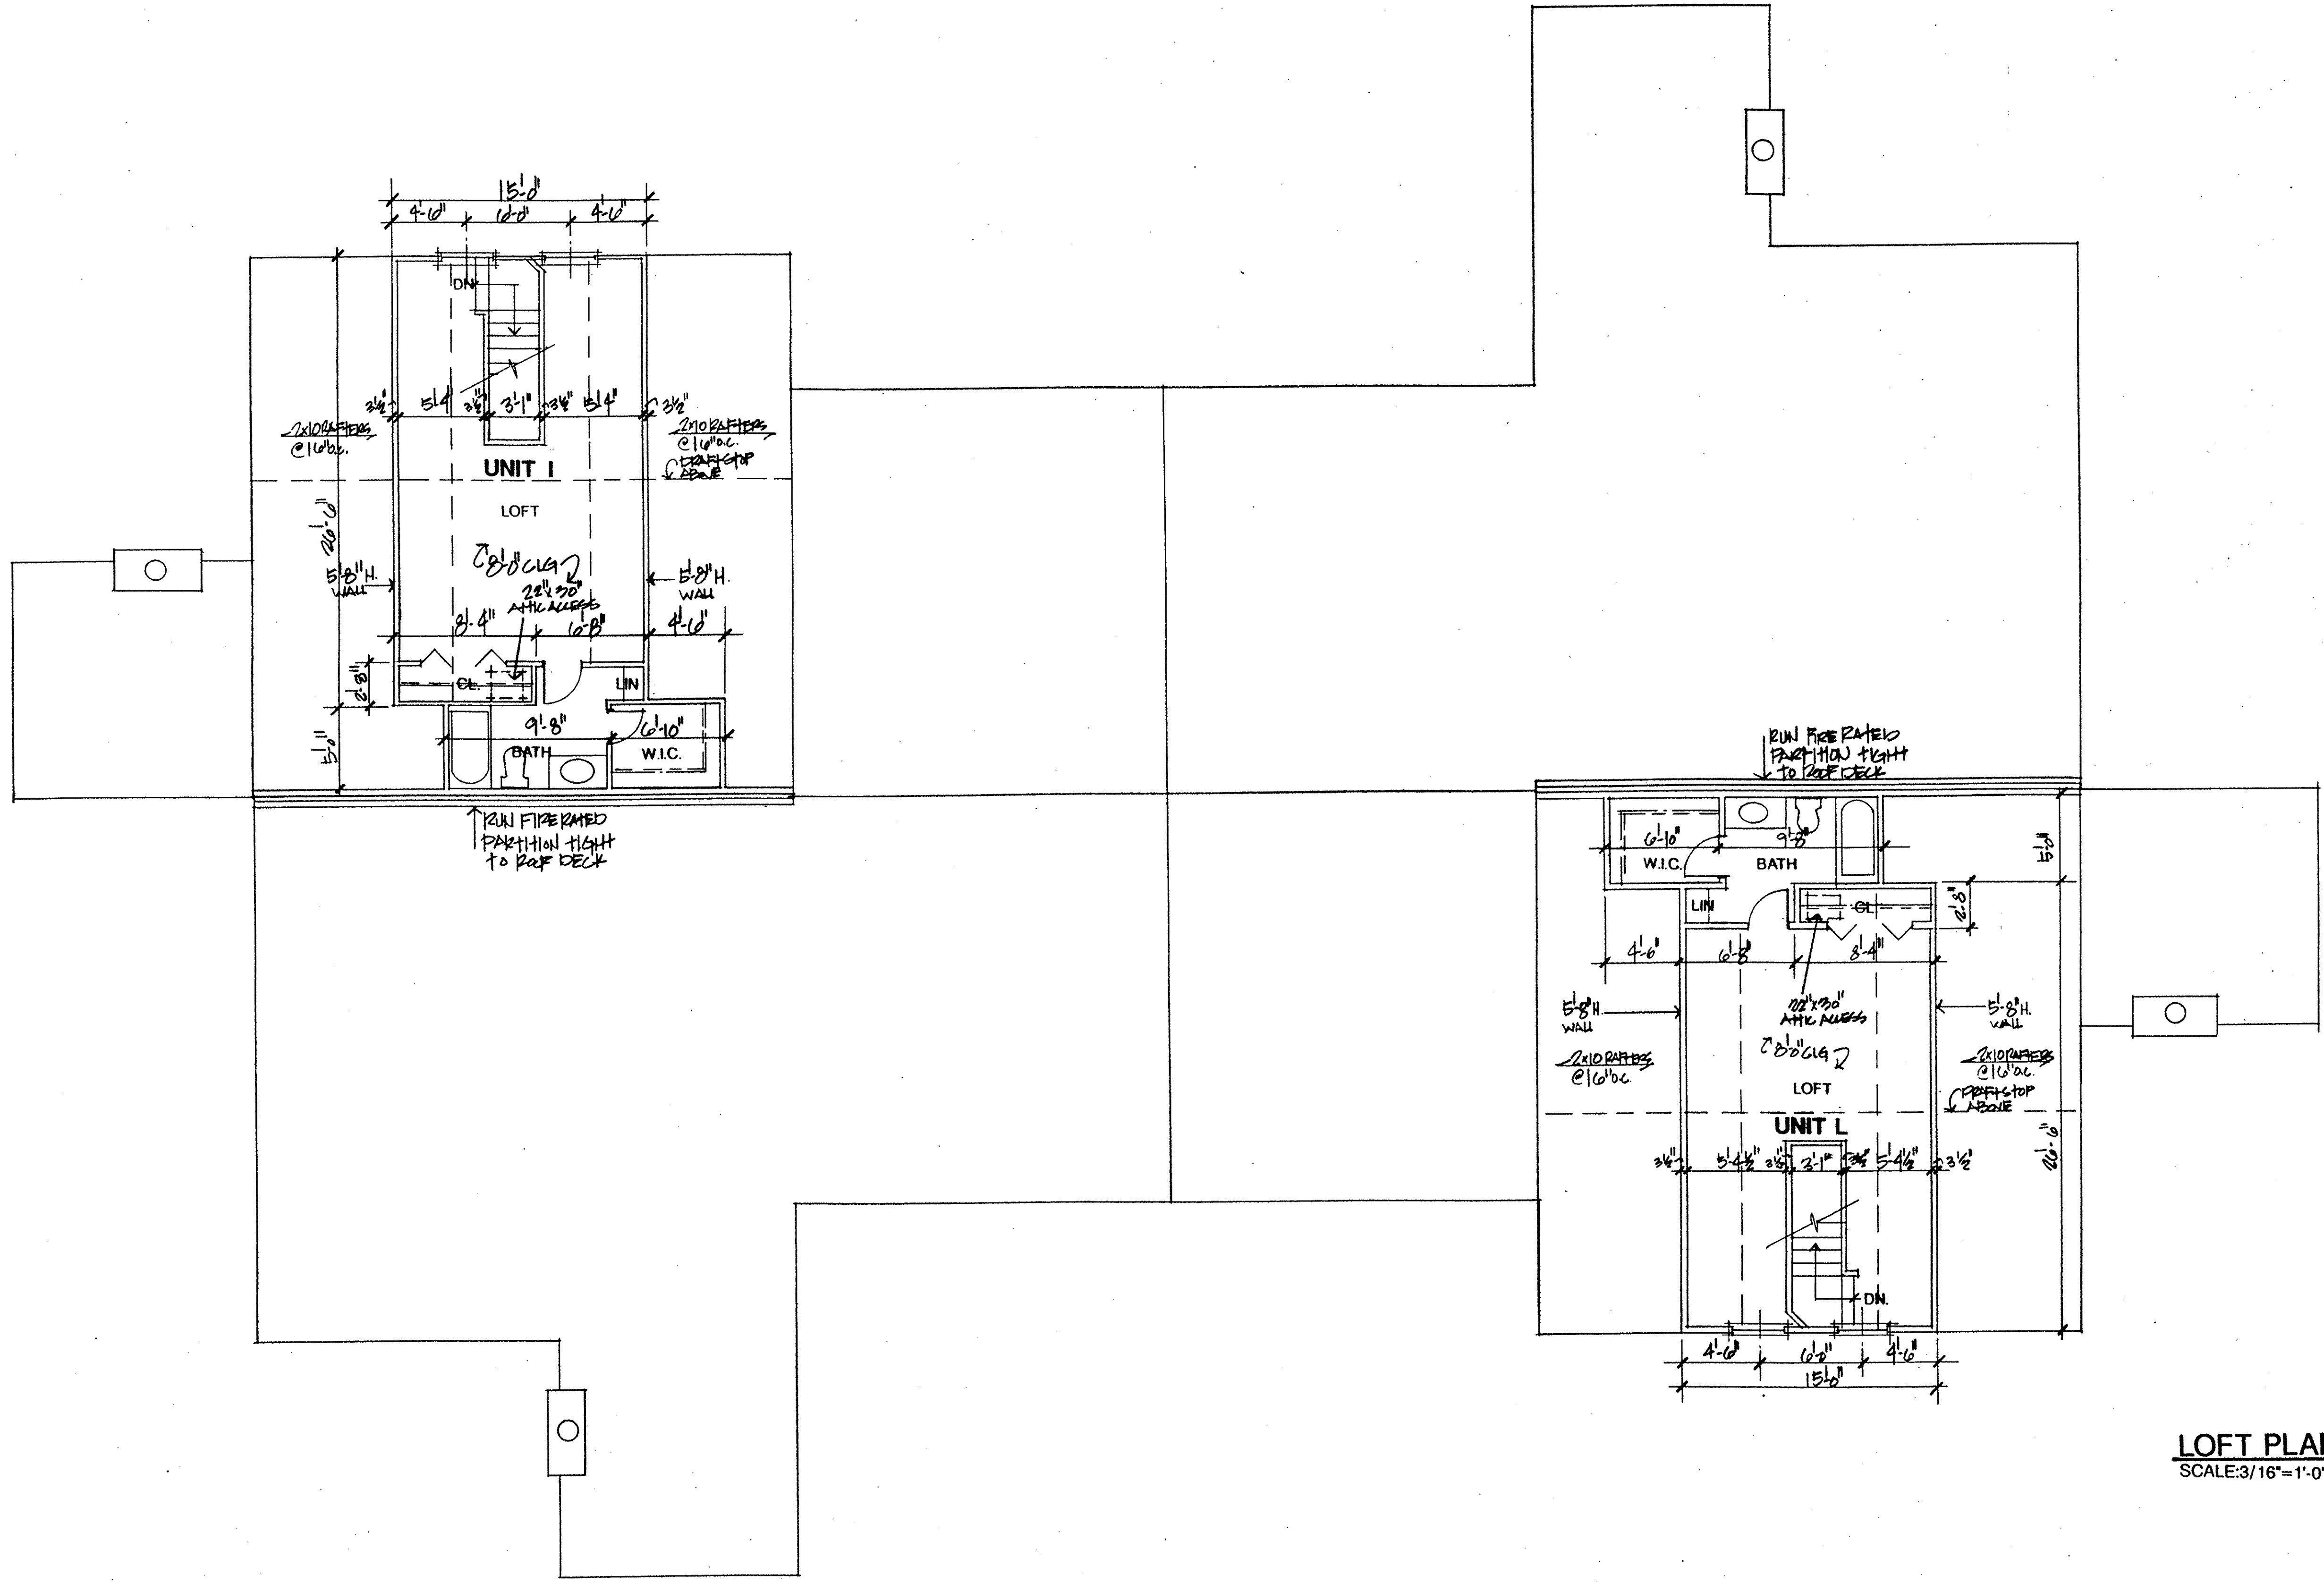 15'-0"
4'-6" 6'-0" 4'-6"
DN.
3½" 5'-4" 3½" 3'-1" 3½" 5'-4" 3½"
2x10 RAFTERS
@ 16" o.c.
2x10 RAFTERS
@ 16" o.c.
DRAFTSTOP
ABOVE
UNIT I
LOFT
26'-6"
8'-0" CLG
5'-8" H.
WALL
5'-8" H.
WALL
22" x 30"
ATTIC ACCESS
8'-4" 6'-8" 4'-6"
2'-8"
CL.
LIN
9'-8" 6'-10"
5'-0"
BATH
W.I.C.
RUN FIRE RATED
PARTITION TIGHT
TO ROOF DECK
RUN FIRE RATED
PARTITION TIGHT
TO ROOF DECK
6'-10" 9'-8"
5'-0"
W.I.C.
BATH
LIN
CL.
2'-8"
4'-6" 6'-8" 8'-4"
5'-8" H.
WALL
22" x 30"
ATTIC ACCESS
5'-8" H.
WALL
8'-0" CLG
2x10 RAFTERS
@ 16" o.c.
2x10 RAFTERS
@ 16" o.c.
LOFT
DRAFTSTOP
ABOVE
UNIT L
26'-6"
3½" 5'-4½" 3½" 3'-1" 3½" 5'-4½" 3½"
DN.
4'-6" 6'-0" 4'-6"
15'-0"
LOFT PLA
SCALE:3/16"=1'-0"